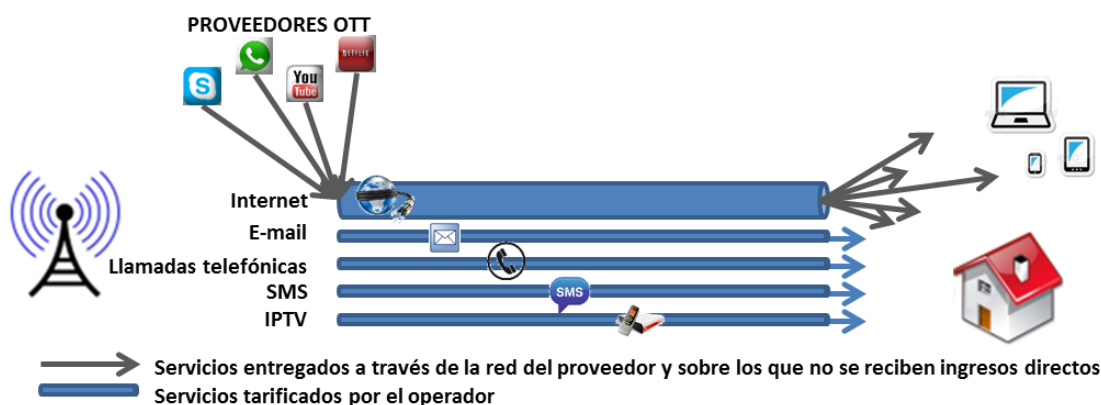 PROVEEDORES OTT
NETFLIX
You
Tube
S
Internet
E-mail
Llamadas telefónicas
SMS
SMS
IPTV
Servicios entregados a través de la red del proveedor y sobre los que no se reciben ingresos directos
Servicios tarificados por el operador